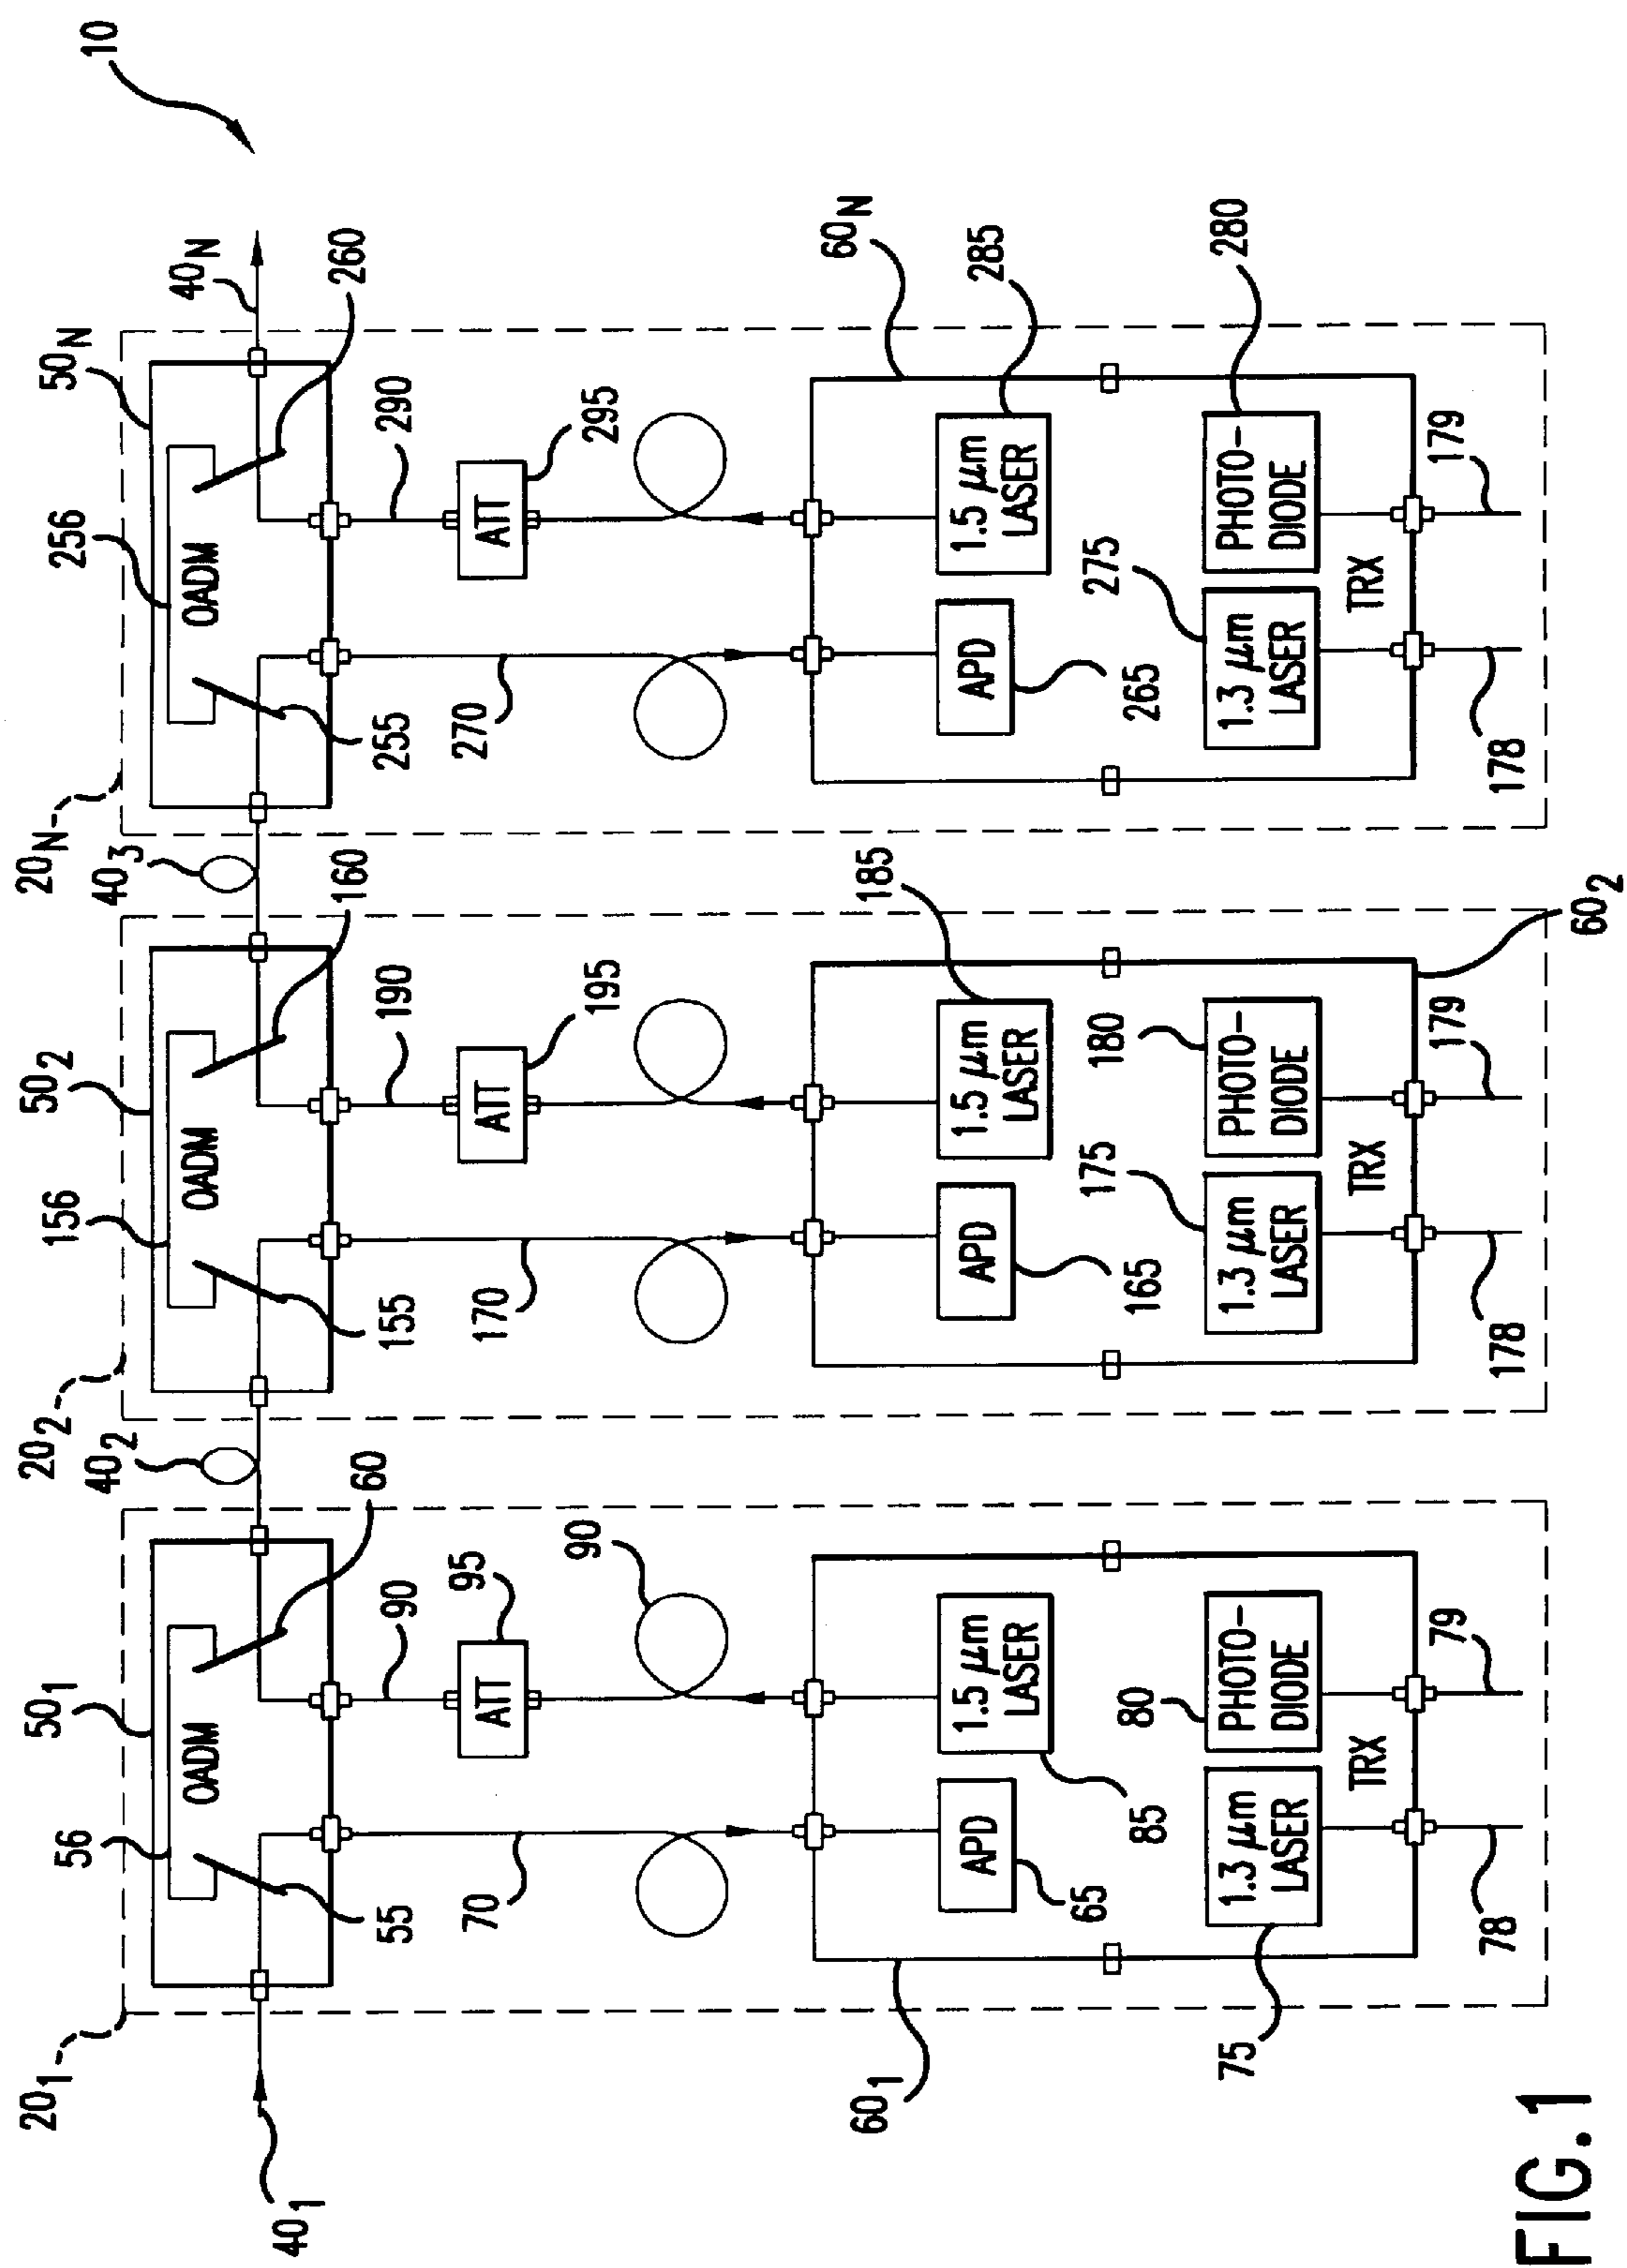 10
20₁
20₂
20N
40₁
50₁
56
OADM
55
60
40₂
50₂
156
OADM
155
160
40₃
50N
256
OADM
255
260
40N
70
90
95
ATT
90
170
190
195
ATT
270
290
295
ATT
60₁
APD
65
1.5 μm
LASER
85
75
1.3 μm
LASER
80
PHOTO-
DIODE
TRX
78
79
60₂
APD
165
1.5 μm
LASER
185
175
1.3 μm
LASER
180
PHOTO-
DIODE
TRX
178
179
60N
APD
265
1.5 μm
LASER
285
275
1.3 μm
LASER
280
PHOTO-
DIODE
TRX
178
179
FIG.1